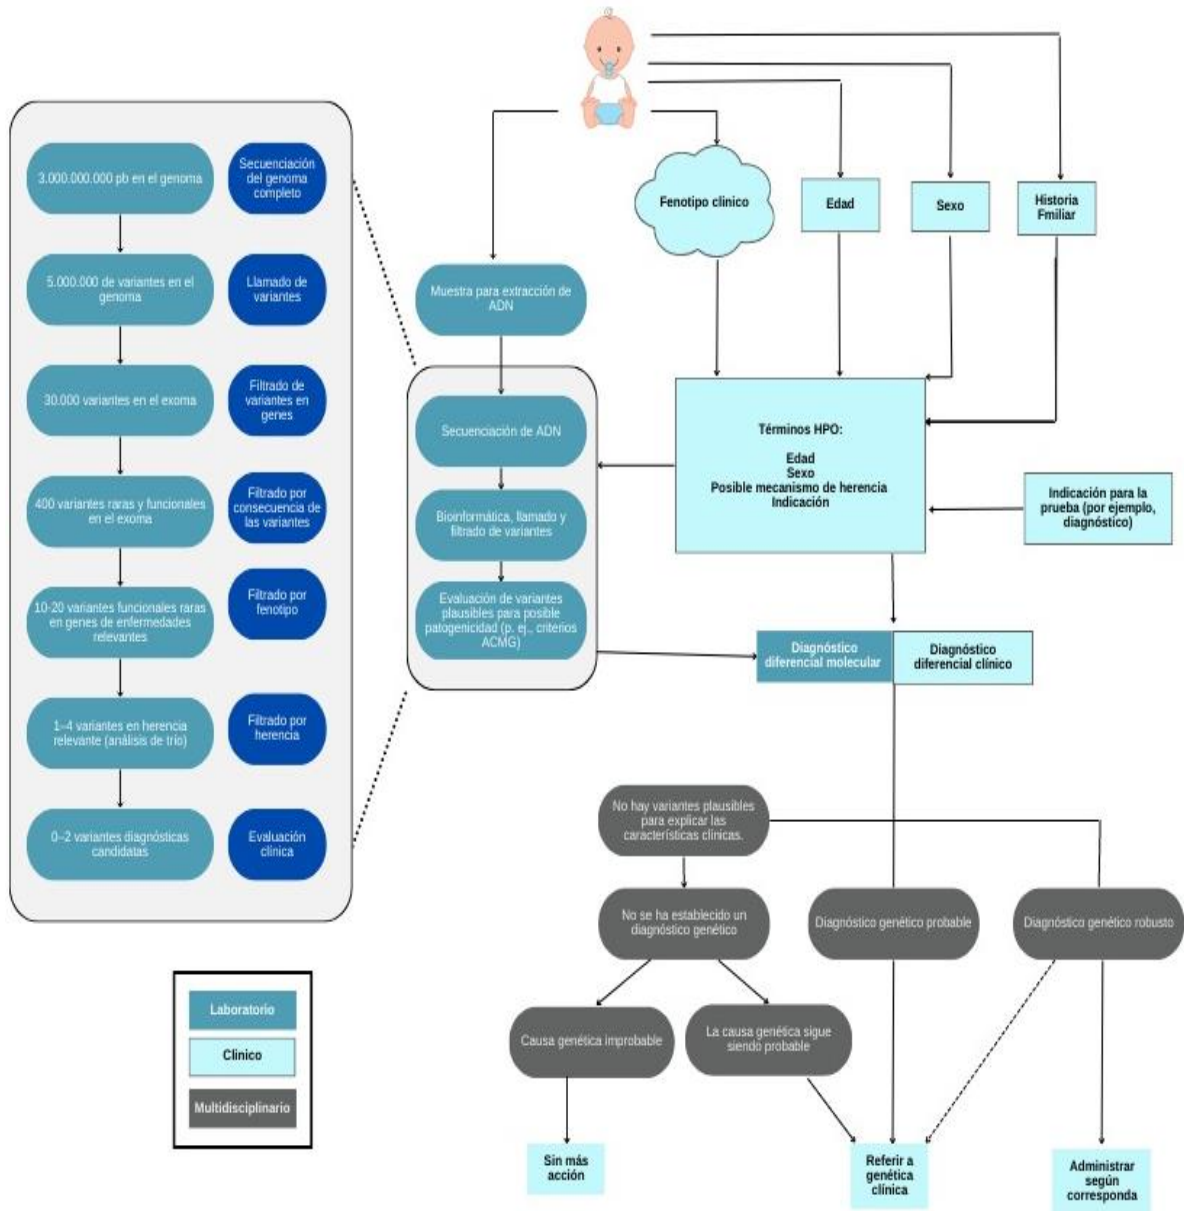 3.000.000.000 pb en el genoma
Secuenciación
del genoma
completo
5.000.000 de variantes en el
genoma
Llamado de
variantes
30.000 variantes en el exoma
Filtrado de
variantes en
genes
400 variantes raras y funcionales
en el exoma
Filtrado por
consecuencia de
las variantes
10-20 variantes funcionales raras
en genes de enfermedades
relevantes
Filtrado por
fenotipo
1–4 variantes en herencia
relevante (análisis de trío)
Filtrado por
herencia
0–2 variantes diagnósticas
candidatas
Evaluación
clínica
Fenotipo clínico
Edad
Sexo
Historia
Fmiliar
Muestra para extracción de
ADN
Secuenciación de ADN
Bioinformática, llamado y
filtrado de variantes
Evaluación de variantes
plausibles para posible
patogenicidad (p. ej., criterios
ACMG)
Términos HPO:
Edad
Sexo
Posible mecanismo de herencia
Indicación
Indicación para la
prueba (por ejemplo,
diagnóstico)
Diagnóstico
diferencial molecular
Diagnóstico
diferencial clínico
No hay variantes plausibles
para explicar las
características clínicas.
No se ha establecido un
diagnóstico genético
Diagnóstico genético probable
Diagnóstico genético robusto
Causa genética improbable
La causa genética sigue
siendo probable
Sin más
acción
Referir a
genética
clínica
Administrar
según
corresponda
Laboratorio
Clínico
Multidisciplinario